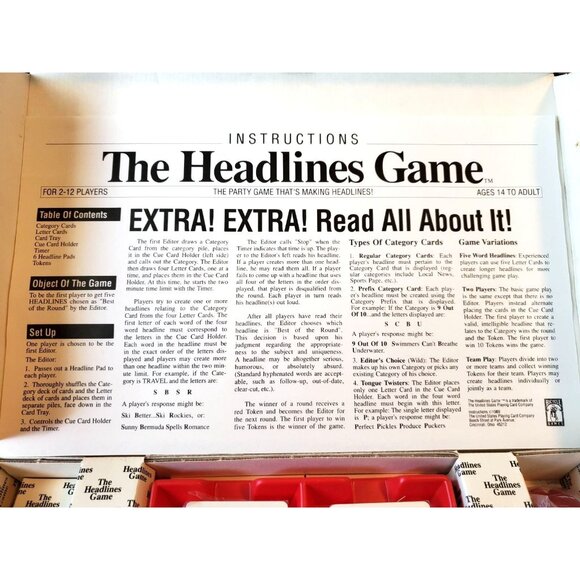 INSTRUCTIONS
The Headlines Game™
FOR 2-12 PLAYERS
THE PARTY GAME THAT'S MAKING HEADLINES!
AGES 14 TO ADULT
Table Of Contents
Category Cards
Letter Cards
Card Tray
Cue Card Holder
Timer
6 Headline Pads
Tokens
Object Of The Game
To be the first player to get five
HEADLINES chosen as "Best
of the Round" by the Editor.
Set Up
One player is chosen to be the
first Editor.
The Editor:
1. Passes out a Headline Pad to
each player.
2. Thoroughly shuffles the Cate-
gory deck of cards and the Letter
deck of cards and places them in
separate piles, face down in the
Card Tray.
3. Controls the Cue Card Holder
and the Timer.
EXTRA! EXTRA! Read All About It!
The first Editor draws a Category
Card from the category pile, places
it in the Cue Card Holder (left side)
and calls out the Category. The Editor
then draws four Letter Cards, one at a
time, and places them in the Card Holder.
At this time, he starts the two
minute time limit with the Timer!
Players try to create one or more
headlines relating to the Category
from the four Letter Cards. The
first letter of each word of the four
word headline must correspond to
the letters in the Cue Card Holder.
Each word in the headline must be
in the exact order of the letters dis-
played and players may write more
than one headline within the two min-
ute time limit. For example, if Cate-
gory is TRAVEL and the letters are:
S B S R
A player's response might be:
Ski Better...Ski Rockies, or:
Sunny Bermuda Spells Romance
The Editor calls "Stop" when the
Timer indicates that time is up. The play-
er to the Editor's left reads his headline.
If a player creates more than one head-
line, he may read them all. If a player
fails to come up with a headline that uses
all four of the letters in the order dis-
played, that player is disqualified from
the round. Each player in turn reads
his headline(s).
After all players have read their
headlines, the Editor chooses which
headline is "Best of the Round". This
decision is based upon his
judgment regarding the appropriate-
ness to the subject and uniqueness.
A headline may be altogether serious,
humorous, or absolutely absurd.
(Standard hyphenated words are accept-
able, such as follow-up, out-of-date,
clear-cut, etc.)
The winner of a round receives a
red Token and becomes the Editor for
the next round. The first player to win
five Tokens is the winner of the game.
Types Of Category Cards
1. Regular Category Cards: Each
player's headline must pertain to the
Category Card that is displayed (reg-
ular categories include Local News,
Sports Page, etc.).
2. Prefix Category Card: Each play-
er's headline must be created using the
Category Prefix that is displayed.
For example: If the Category is 9 Out
Of 10...and the letters displayed are:
S C B U
A player's response might be:
9 Out Of 10 Swimmers Can't Breathe
Underwater.
3. Editor's Choice (Wild): The Editor
makes up his own Category or picks any
existing Category of his choice.
4. Tongue Twisters: The Editor places
one Letter Card in the Card
Holder. Each word in the four word
headline must begin with this letter.
For example: The single letter displayed
is P; a player's response might be:
Perfect Pickles Produce Puckers
Game Variations
Five Word Headlines: Experienced
players can use five Letter Cards to
create longer headlines for more
challenge.
Two Players: The basic game play
is the same except that there is no
Editor. Players instead alternate
Editor. The first player to create a
valid, intelligible headline that re-
lates to the Category wins the round
and the Token. The first player to
win 10 Tokens wins the game.
Team Play: Players divide into two
or more teams and collect winning
Tokens for their team. Players may
create headlines individually or
jointly as a team.
The Headlines Game™ is a trademark of
The United States Playing Card Company
Instructions ©1989
The United States Playing Card Company
Beech Street at Park Avenue,
Cincinnati, Ohio 45212
BICYCLE
GAMES
The
Headlines
Game
The
Headlines
Game